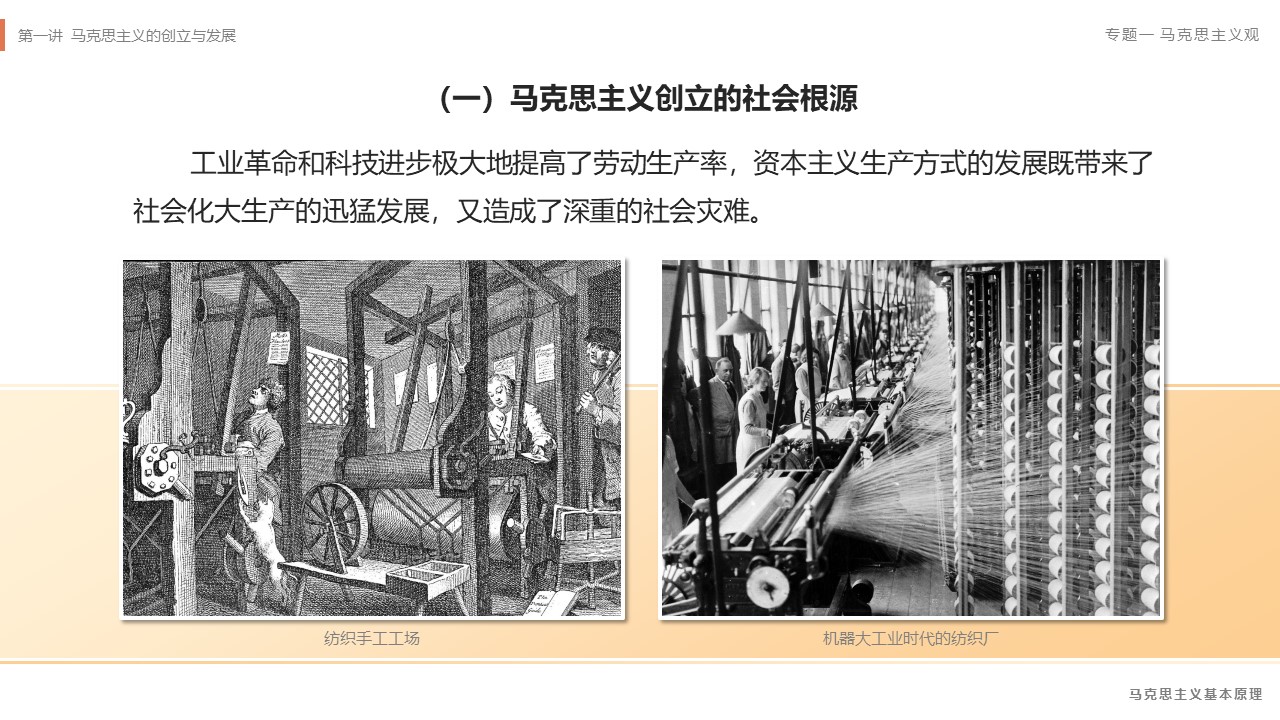 第一讲 马克思主义的创立与发展
专题一 马克思主义观
（一）马克思主义创立的社会根源
工业革命和科技进步极大地提高了劳动生产率，资本主义生产方式的发展既带来了
社会化大生产的迅猛发展，又造成了深重的社会灾难。
纺织手工工场
机器大工业时代的纺织厂
马克思主义基本原理